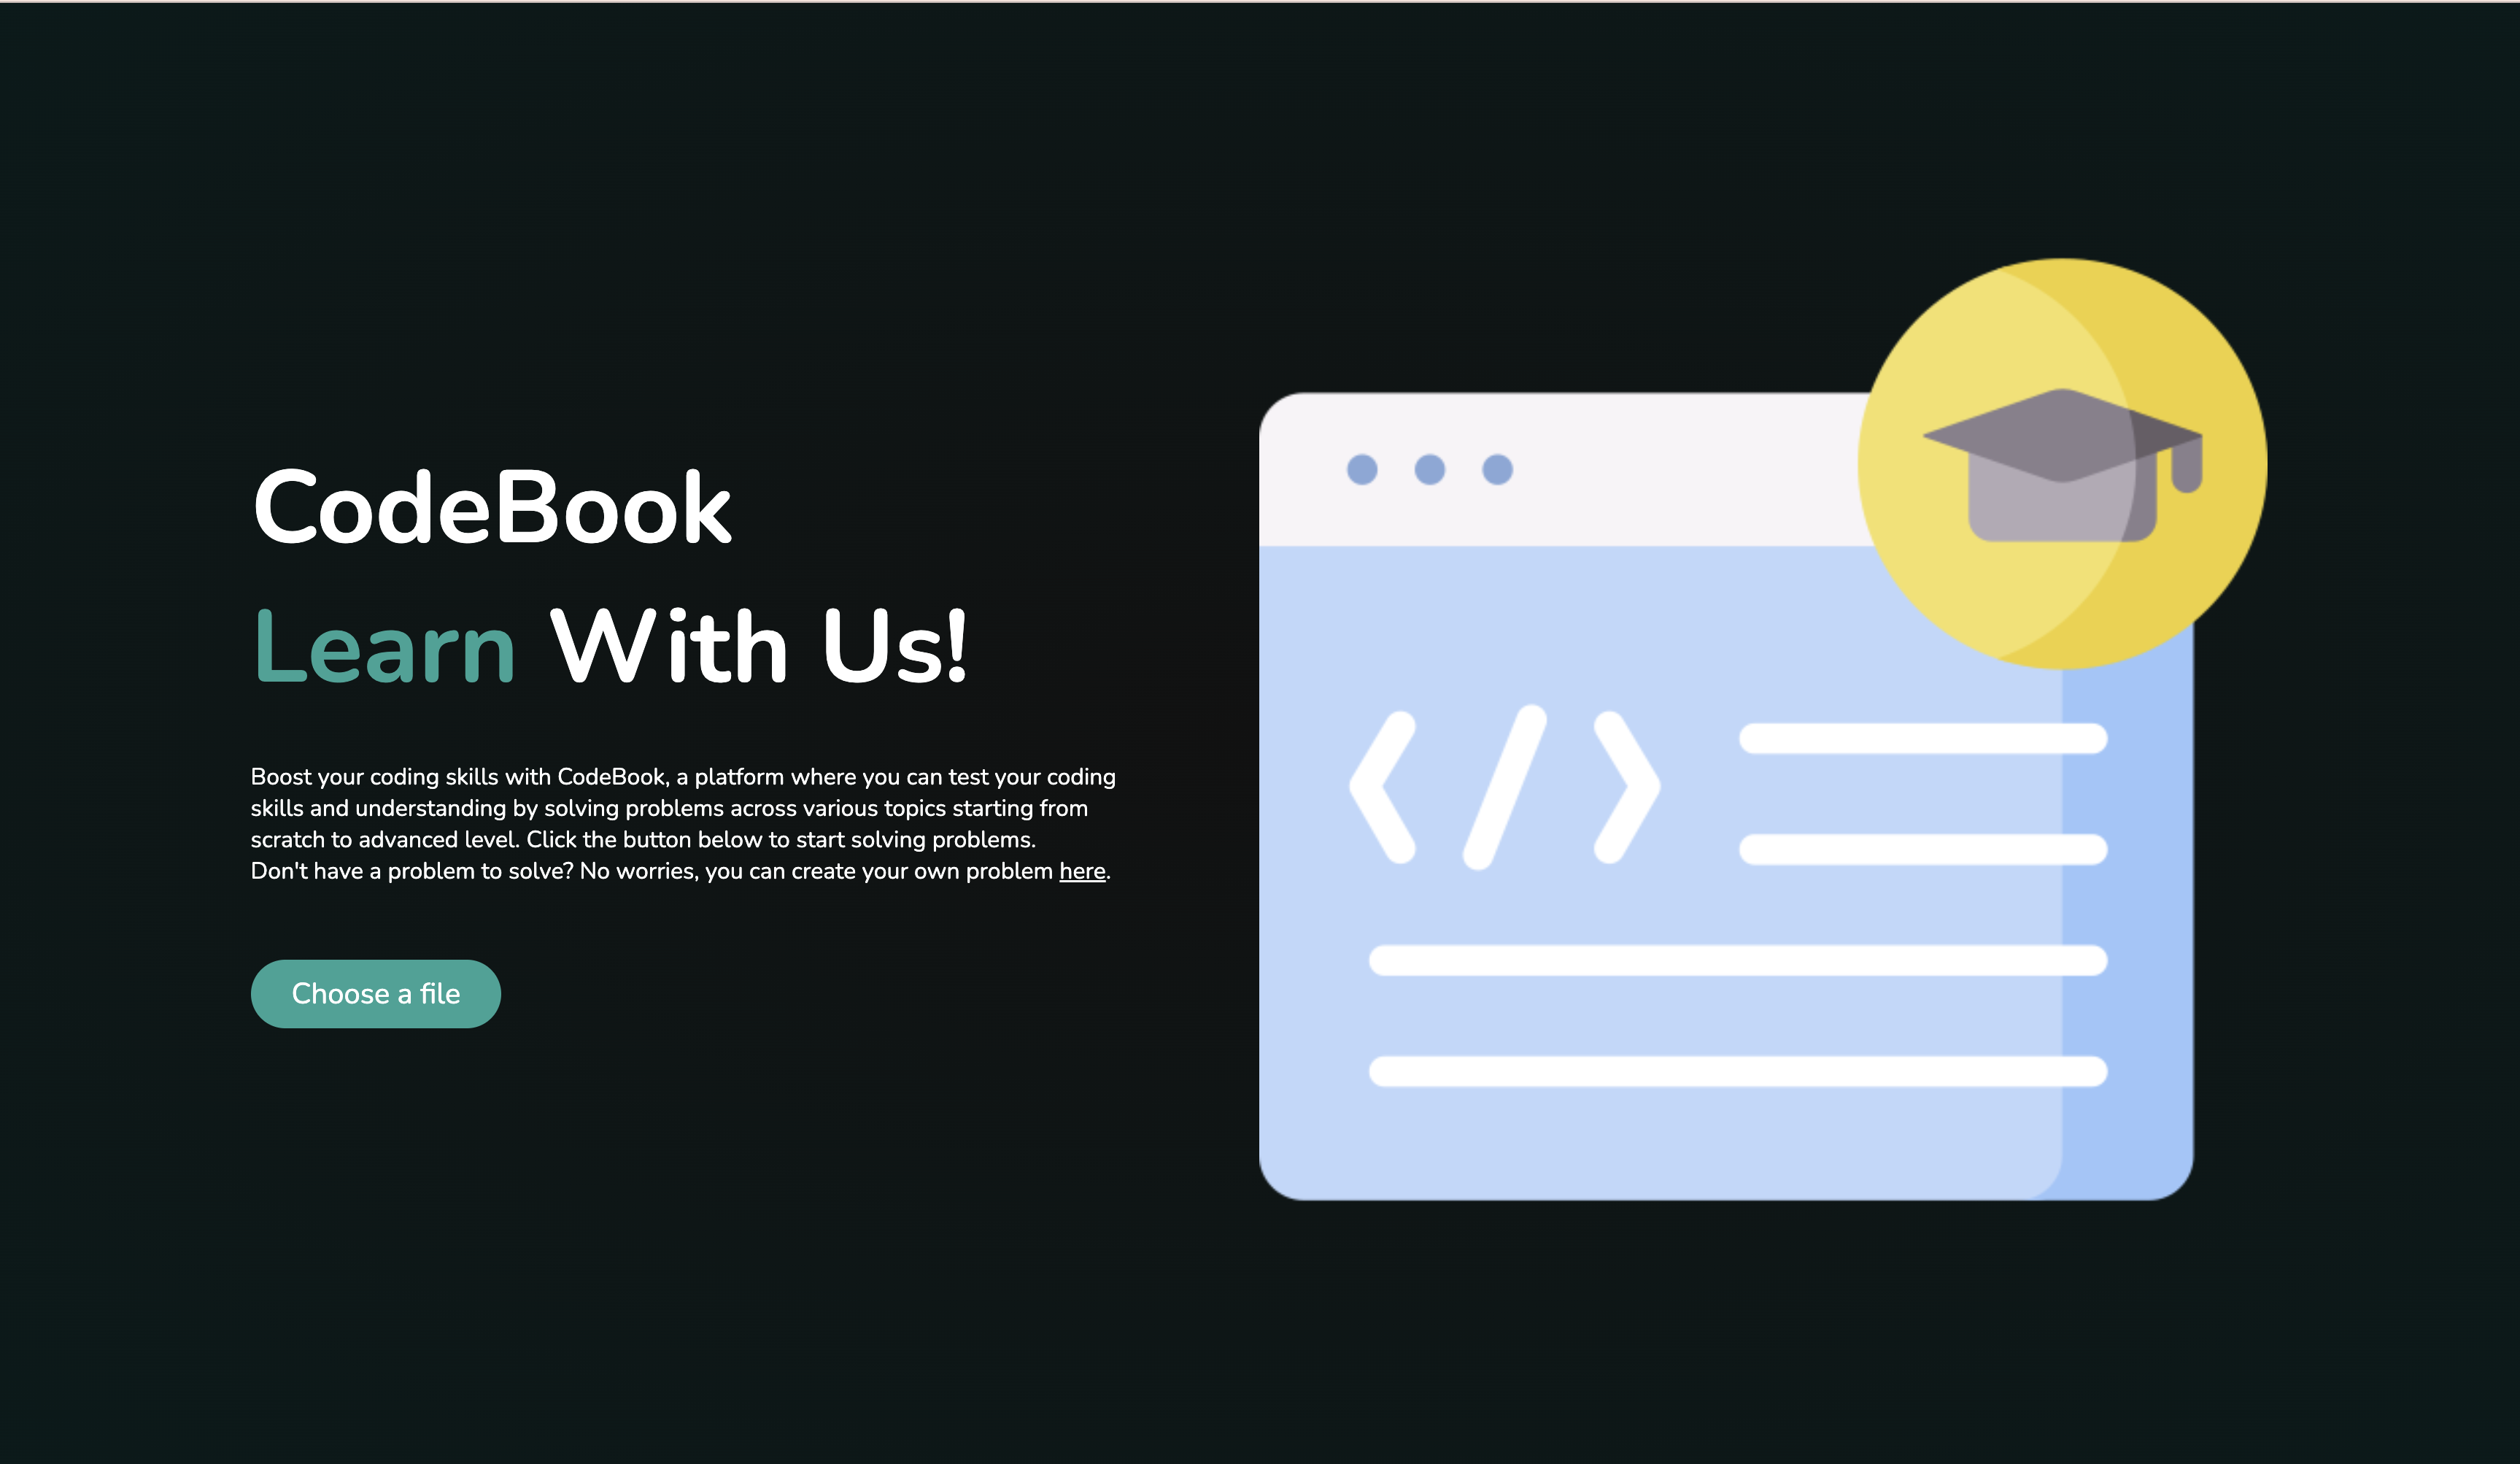 CodeBook
Learn With Us!
Boost your coding skills with CodeBook, a platform where you can test your coding
skills and understanding by solving problems across various topics starting from
scratch to advanced level. Click the button below to start solving problems.
Don't have a problem to solve? No worries, you can create your own problem here.
Choose a file